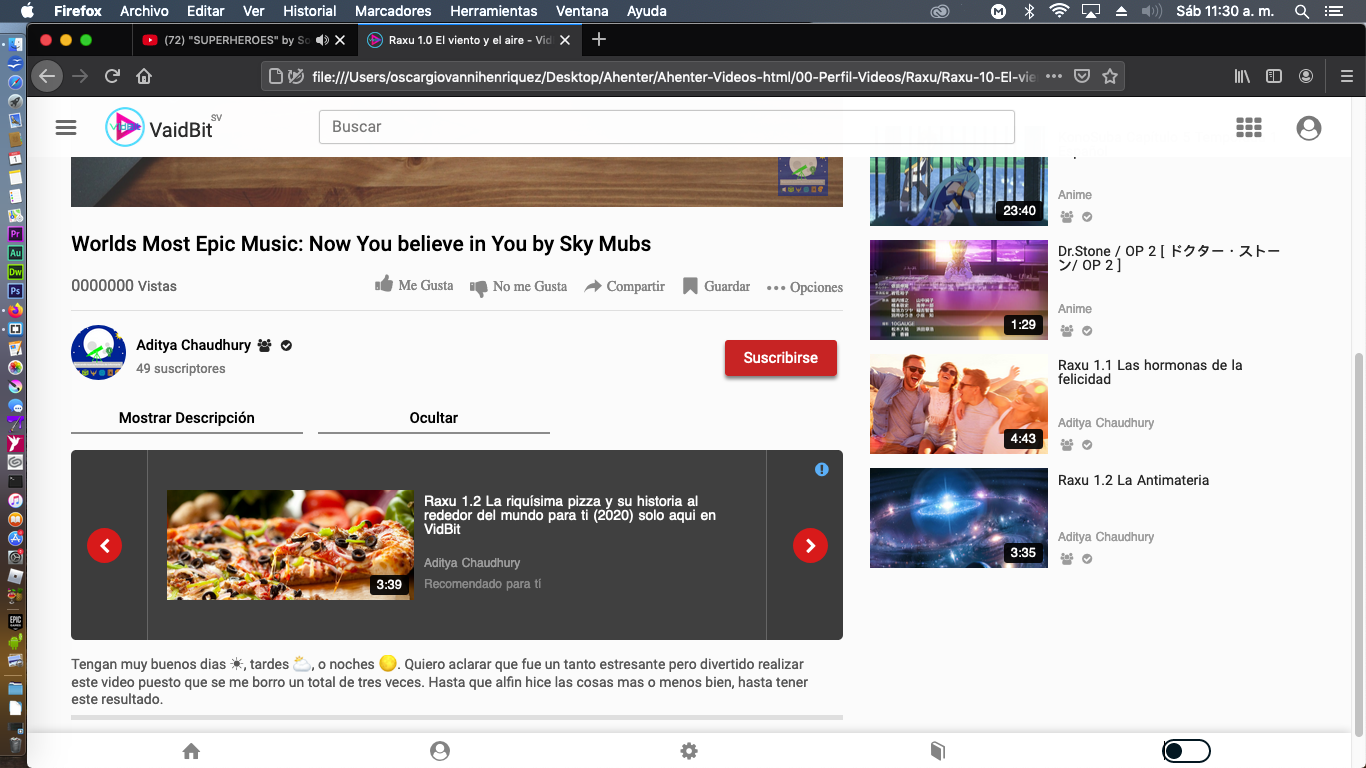 Firefox Archivo Editar Ver Historial Marcadores Herramientas Ventana Ayuda
Sáb 11:30 a. m.
(72) "SUPERHEROES" by So
Raxu 1.0 El viento y el aire - Vid
file:///Users/oscargiovannihenriquez/Desktop/Ahenter/Ahenter-Videos-html/00-Perfil-Videos/Raxu/Raxu-10-El-vie
VaidBit SV
Buscar
23:40
Anime
Worlds Most Epic Music: Now You believe in You by Sky Mubs
0000000 Vistas
Me Gusta
No me Gusta
Compartir
Guardar
Opciones
Aditya Chaudhury
49 suscriptores
Suscribirse
Mostrar Descripción
Ocultar
3:39
Raxu 1.2 La riquísima pizza y su historia al
rededor del mundo para ti (2020) solo aqui en
VidBit
Aditya Chaudhury
Recomendado para tí
Tengan muy buenos dias ☀, tardes ⛅, o noches 🌕. Quiero aclarar que fue un tanto estresante pero divertido realizar
este video puesto que se me borro un total de tres veces. Hasta que alfin hice las cosas mas o menos bien, hasta tener
este resultado.
1:29
Dr.Stone / OP 2 [ ドクター・ストー
ン/ OP 2 ]
Anime
4:43
Raxu 1.1 Las hormonas de la
felicidad
Aditya Chaudhury
3:35
Raxu 1.2 La Antimateria
Aditya Chaudhury